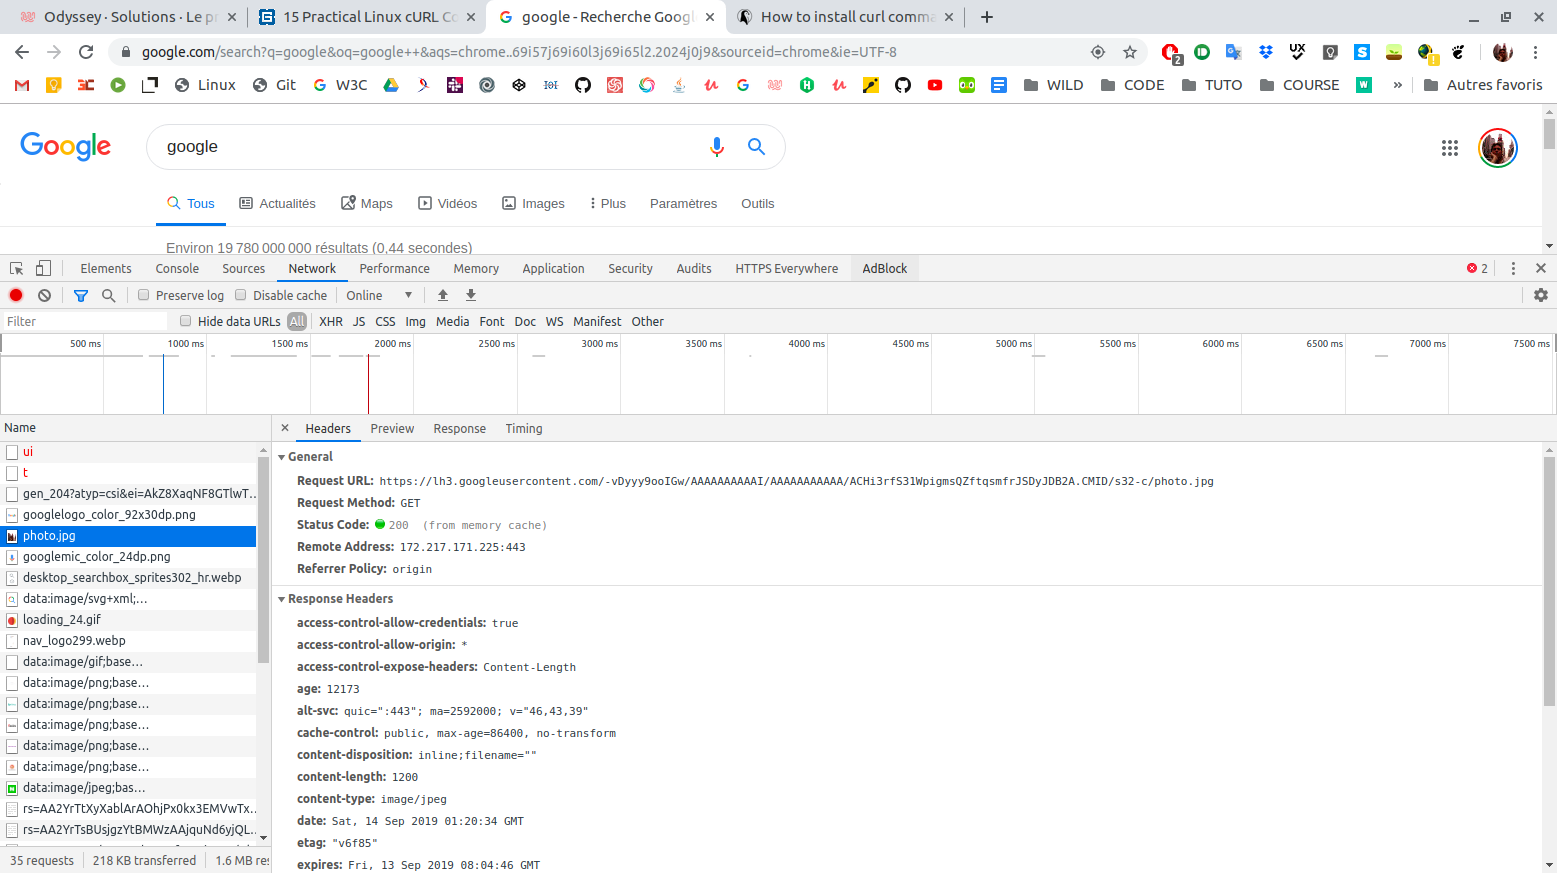 Odyssey · Solutions · Le pr
15 Practical Linux cURL Co
google - Recherche Googl
How to install curl comma
google.com/search?q=google&oq=google++&aqs=chrome..69i57j69i60l3j69i65l2.2024j0j9&sourceid=chrome&ie=UTF-8
Linux Git W3C WILD CODE TUTO COURSE » Autres favoris
Google google
Tous Actualités Maps Vidéos Images Plus Paramètres Outils
Environ 19 780 000 000 résultats (0,44 secondes)
Elements Console Sources Network Performance Memory Application Security Audits HTTPS Everywhere AdBlock 2
Preserve log Disable cache Online
Filter Hide data URLs All XHR JS CSS Img Media Font Doc WS Manifest Other
500 ms 1000 ms 1500 ms 2000 ms 2500 ms 3000 ms 3500 ms 4000 ms 4500 ms 5000 ms 5500 ms 6000 ms 6500 ms 7000 ms 7500 ms
Name
ui
t
gen_204?atyp=csi&ei=AkZ8XaqNF8GTlwT…
googlelogo_color_92x30dp.png
photo.jpg
googlemic_color_24dp.png
desktop_searchbox_sprites302_hr.webp
data:image/svg+xml;…
loading_24.gif
nav_logo299.webp
data:image/gif;base…
data:image/png;base…
data:image/png;base…
data:image/png;base…
data:image/png;base…
data:image/png;base…
data:image/jpeg;bas…
rs=AA2YrTtXyXablArAOhjPx0kx3EMVwTx…
rs=AA2YrTsBUsjgzYtBMWzAAjquNd6yjQL…
35 requests 218 KB transferred 1.6 MB res
Headers Preview Response Timing
General
Request URL: https://lh3.googleusercontent.com/-vDyyy9ooIGw/AAAAAAAAAAI/AAAAAAAAAAA/ACHi3rfS31WpigmsQZftqsmfrJSDyJDB2A.CMID/s32-c/photo.jpg
Request Method: GET
Status Code: 200 (from memory cache)
Remote Address: 172.217.171.225:443
Referrer Policy: origin
Response Headers
access-control-allow-credentials: true
access-control-allow-origin: *
access-control-expose-headers: Content-Length
age: 12173
alt-svc: quic=":443"; ma=2592000; v="46,43,39"
cache-control: public, max-age=86400, no-transform
content-disposition: inline;filename=""
content-length: 1200
content-type: image/jpeg
date: Sat, 14 Sep 2019 01:20:34 GMT
etag: "v6f85"
expires: Fri, 13 Sep 2019 08:04:46 GMT